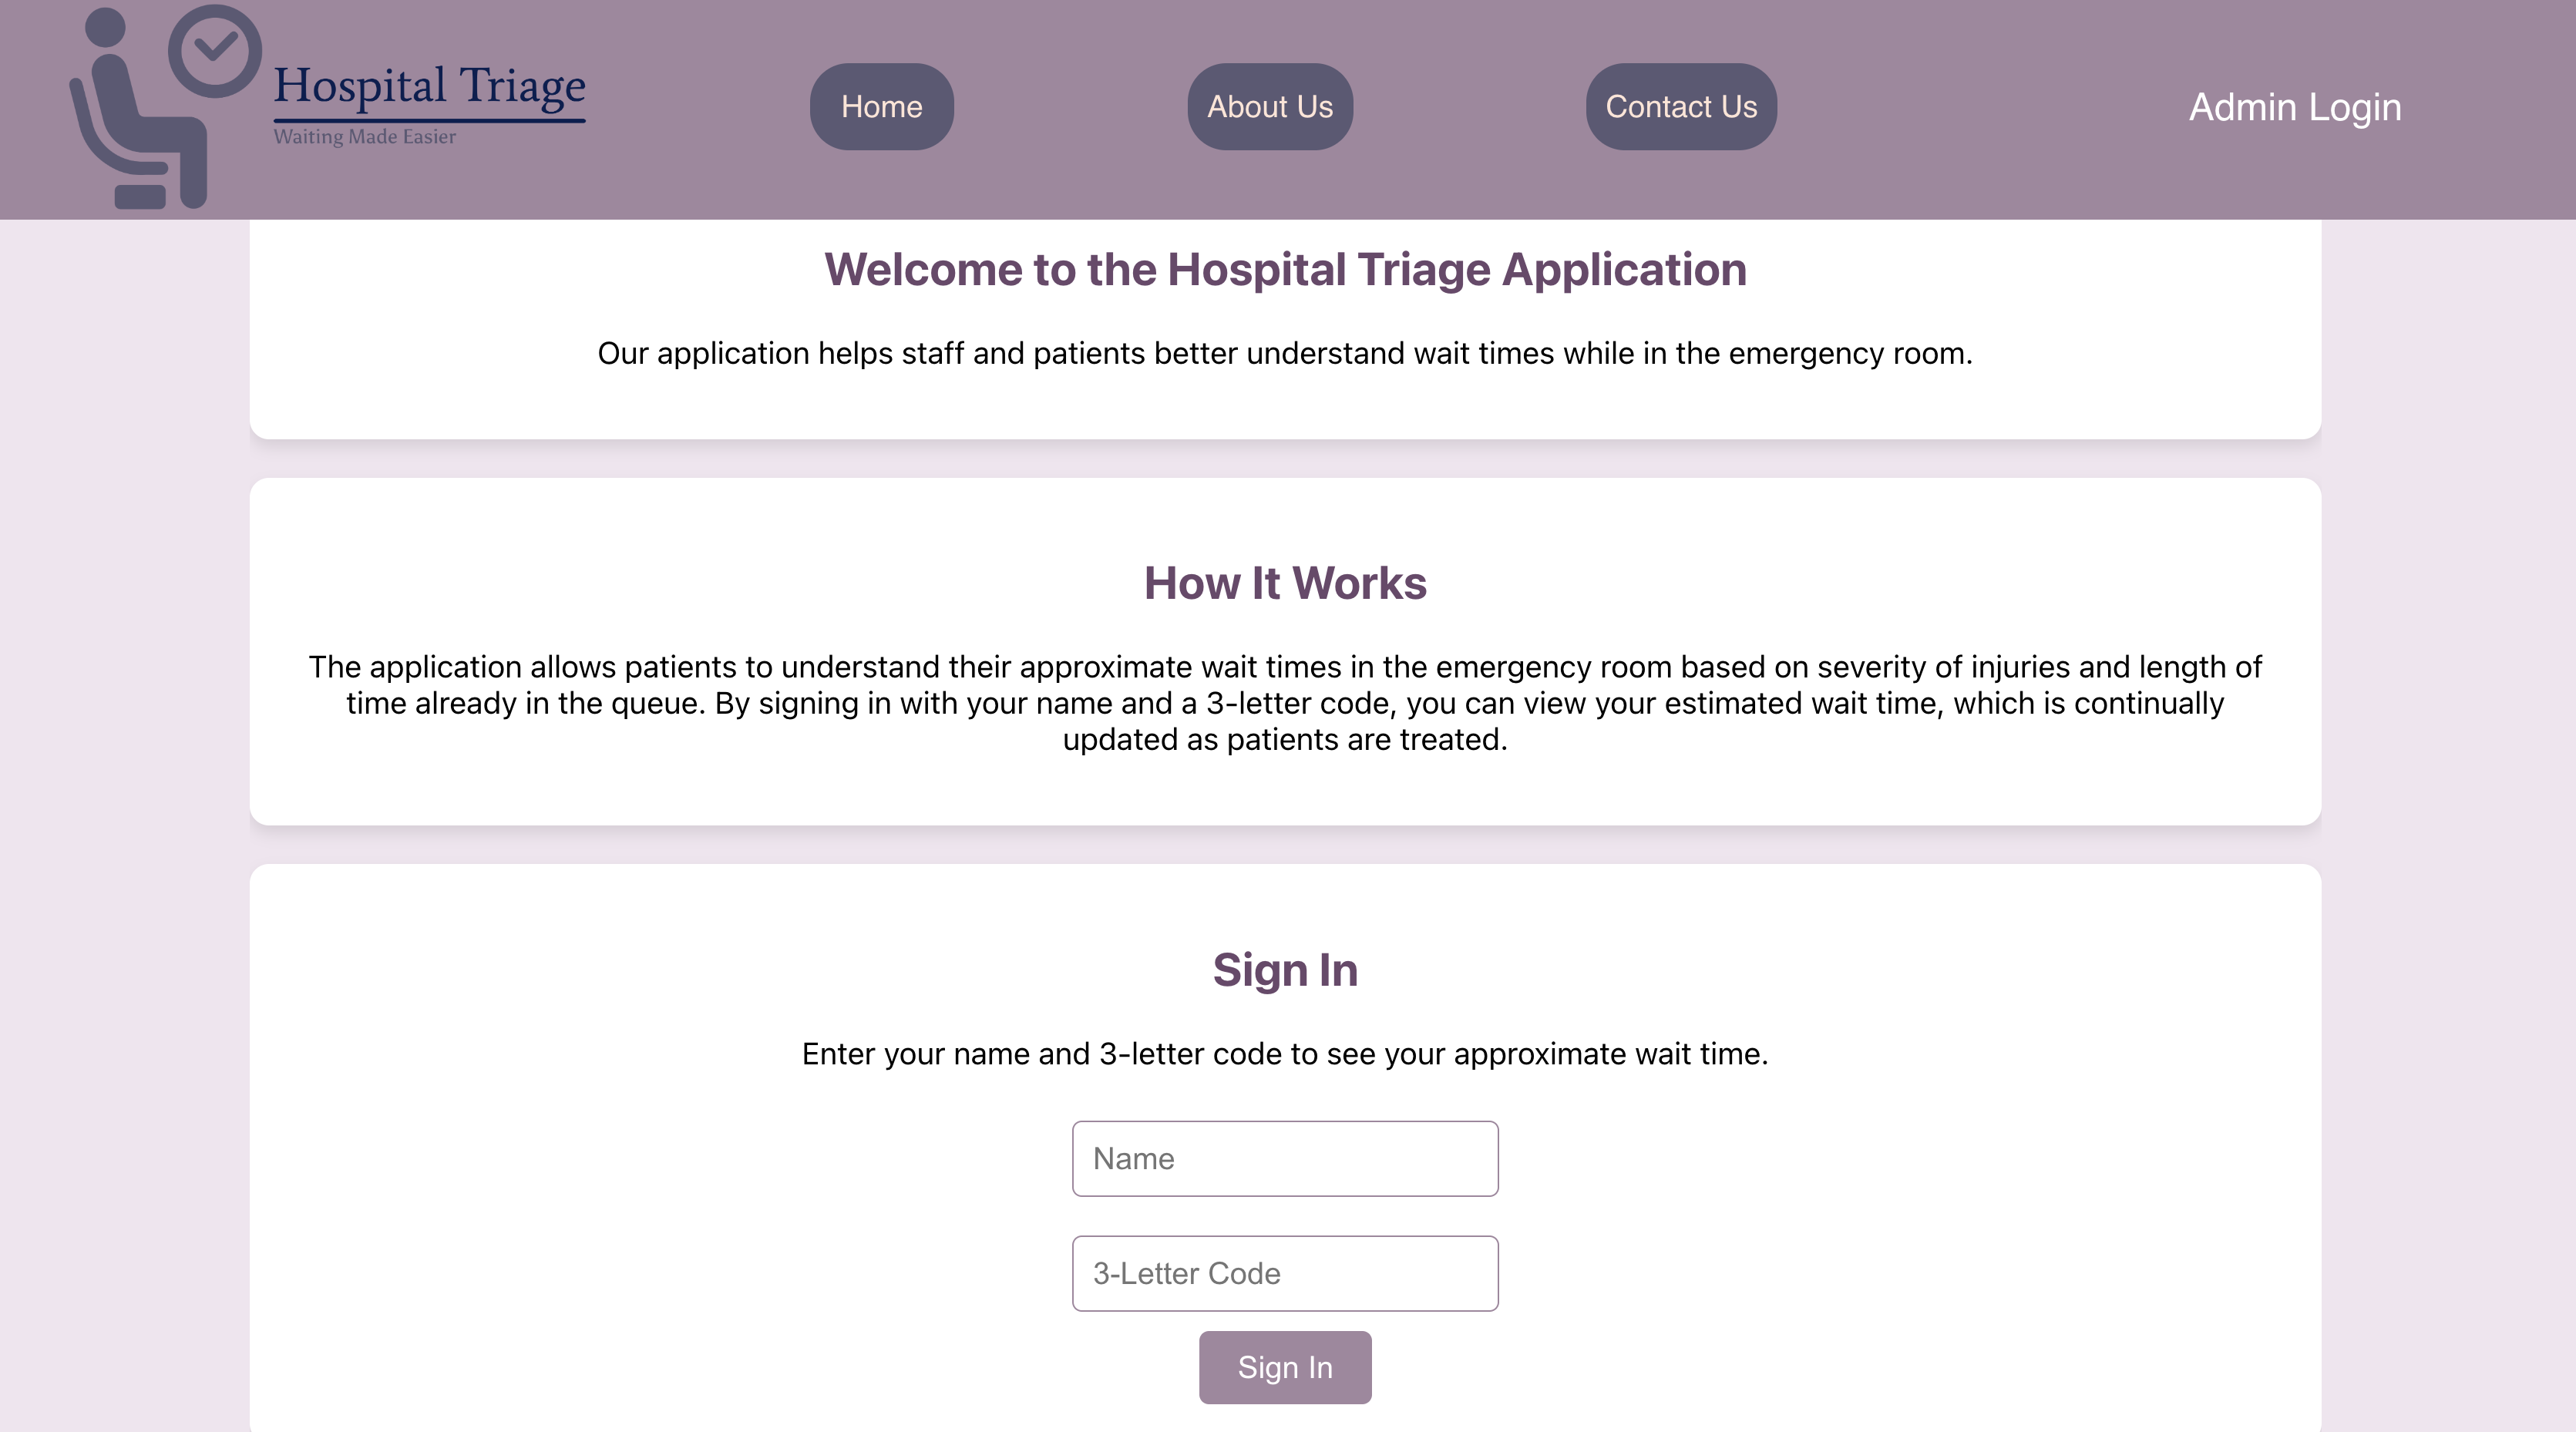 Hospital Triage
Waiting Made Easier
Home
About Us
Contact Us
Admin Login
Welcome to the Hospital Triage Application
Our application helps staff and patients better understand wait times while in the emergency room.
How It Works
The application allows patients to understand their approximate wait times in the emergency room based on severity of injuries and length of
time already in the queue. By signing in with your name and a 3-letter code, you can view your estimated wait time, which is continually
updated as patients are treated.
Sign In
Enter your name and 3-letter code to see your approximate wait time.
Name
3-Letter Code
Sign In